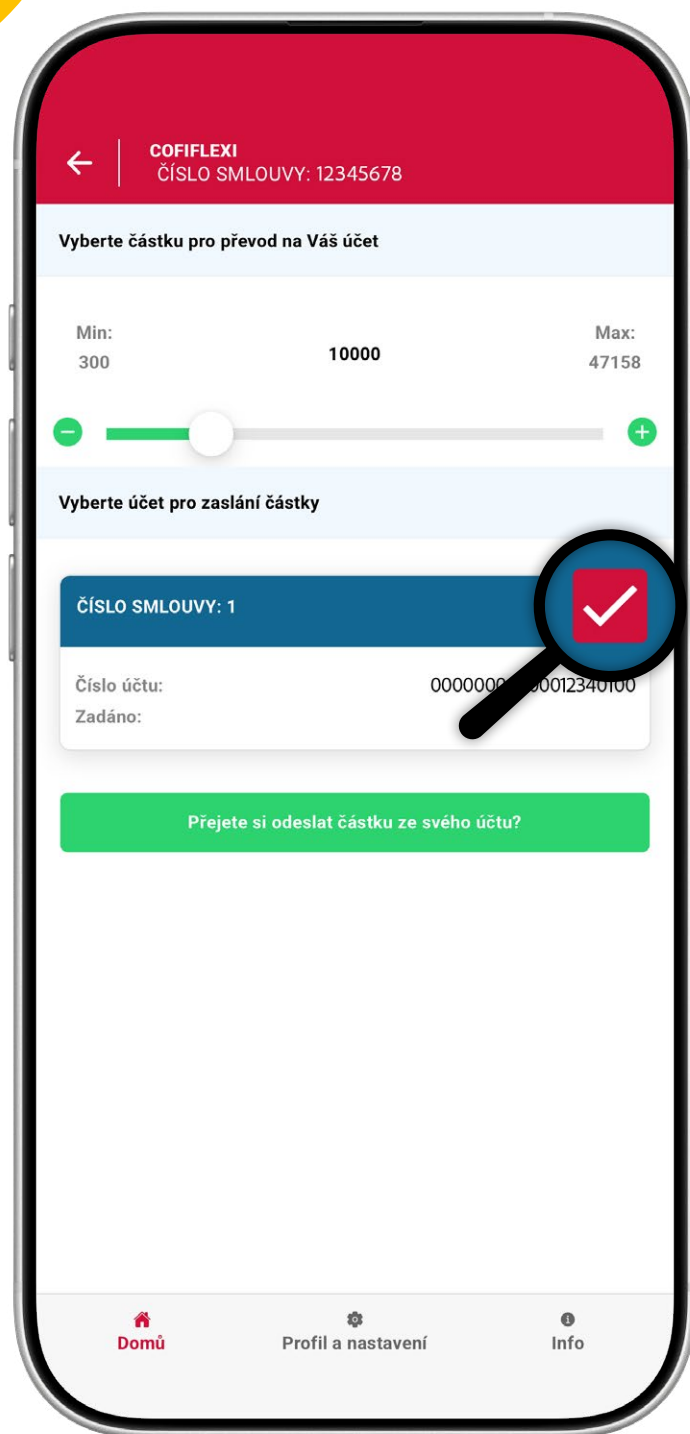 COFIFLEXI
ČÍSLO SMLOUVY: 12345678
Vyberte částku pro převod na Váš účet
Min:
Max:
300
10000
47158
Vyberte účet pro zaslání částky
ČÍSLO SMLOUVY: 1
Číslo účtu:
Zadáno:
Přejete si odeslat částku ze svého účtu?
Domů
Profil a nastavení
Info